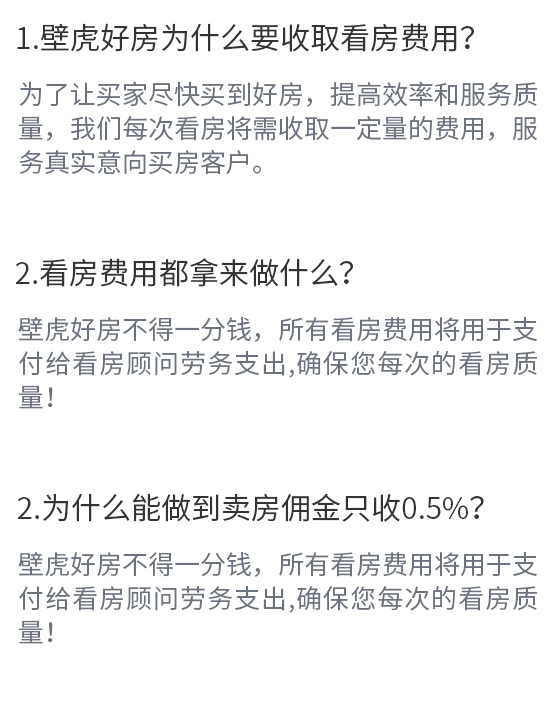 1.壁虎好房为什么要收取看房费用？
为了让买家尽快买到好房，提高效率和服务质
量，我们每次看房将需收取一定量的费用，服
务真实意向买房客户。
2.看房费用都拿来做什么？
壁虎好房不得一分钱，所有看房费用将用于支
付给看房顾问劳务支出,确保您每次的看房质
量！
2.为什么能做到卖房佣金只收0.5%？
壁虎好房不得一分钱，所有看房费用将用于支
付给看房顾问劳务支出,确保您每次的看房质
量！